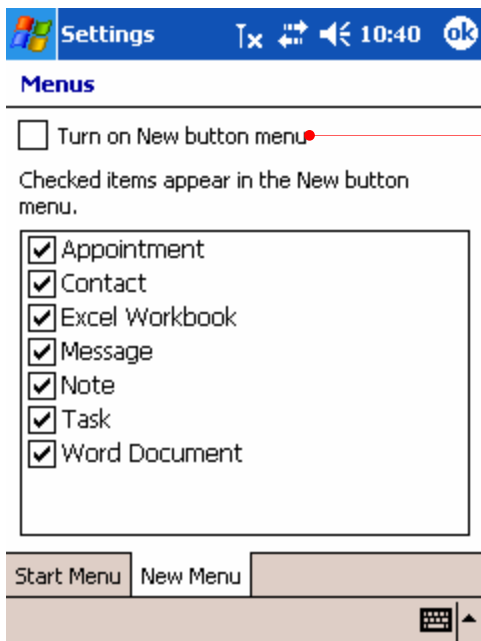 Settings 10:40 ok
Menus
Turn on New button menu
Checked items appear in the New button
menu.
Appointment
Contact
Excel Workbook
Message
Note
Task
Word Document
Start Menu New Menu